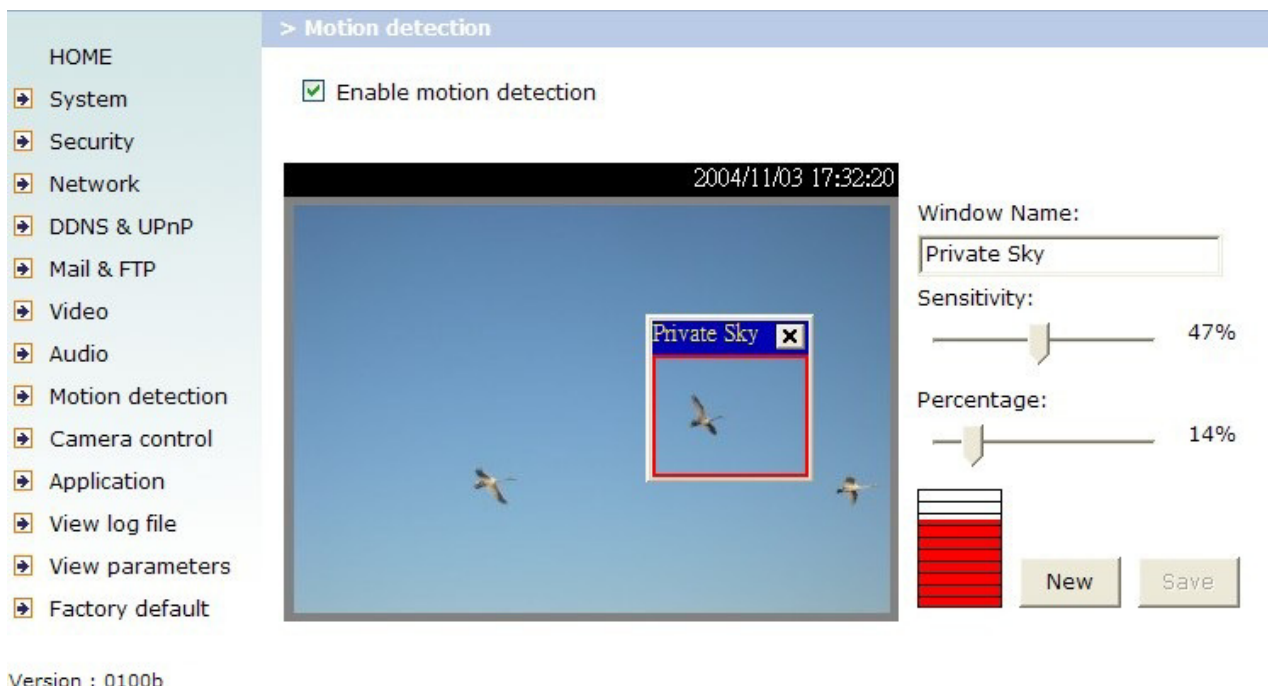 > Motion detection
HOME
System
Security
Network
DDNS & UPnP
Mail & FTP
Video
Audio
Motion detection
Camera control
Application
View log file
View parameters
Factory default
Version : 0100b
Enable motion detection
2004/11/03 17:32:20
Private Sky
Window Name:
Private Sky
Sensitivity:
47%
Percentage:
14%
New
Save